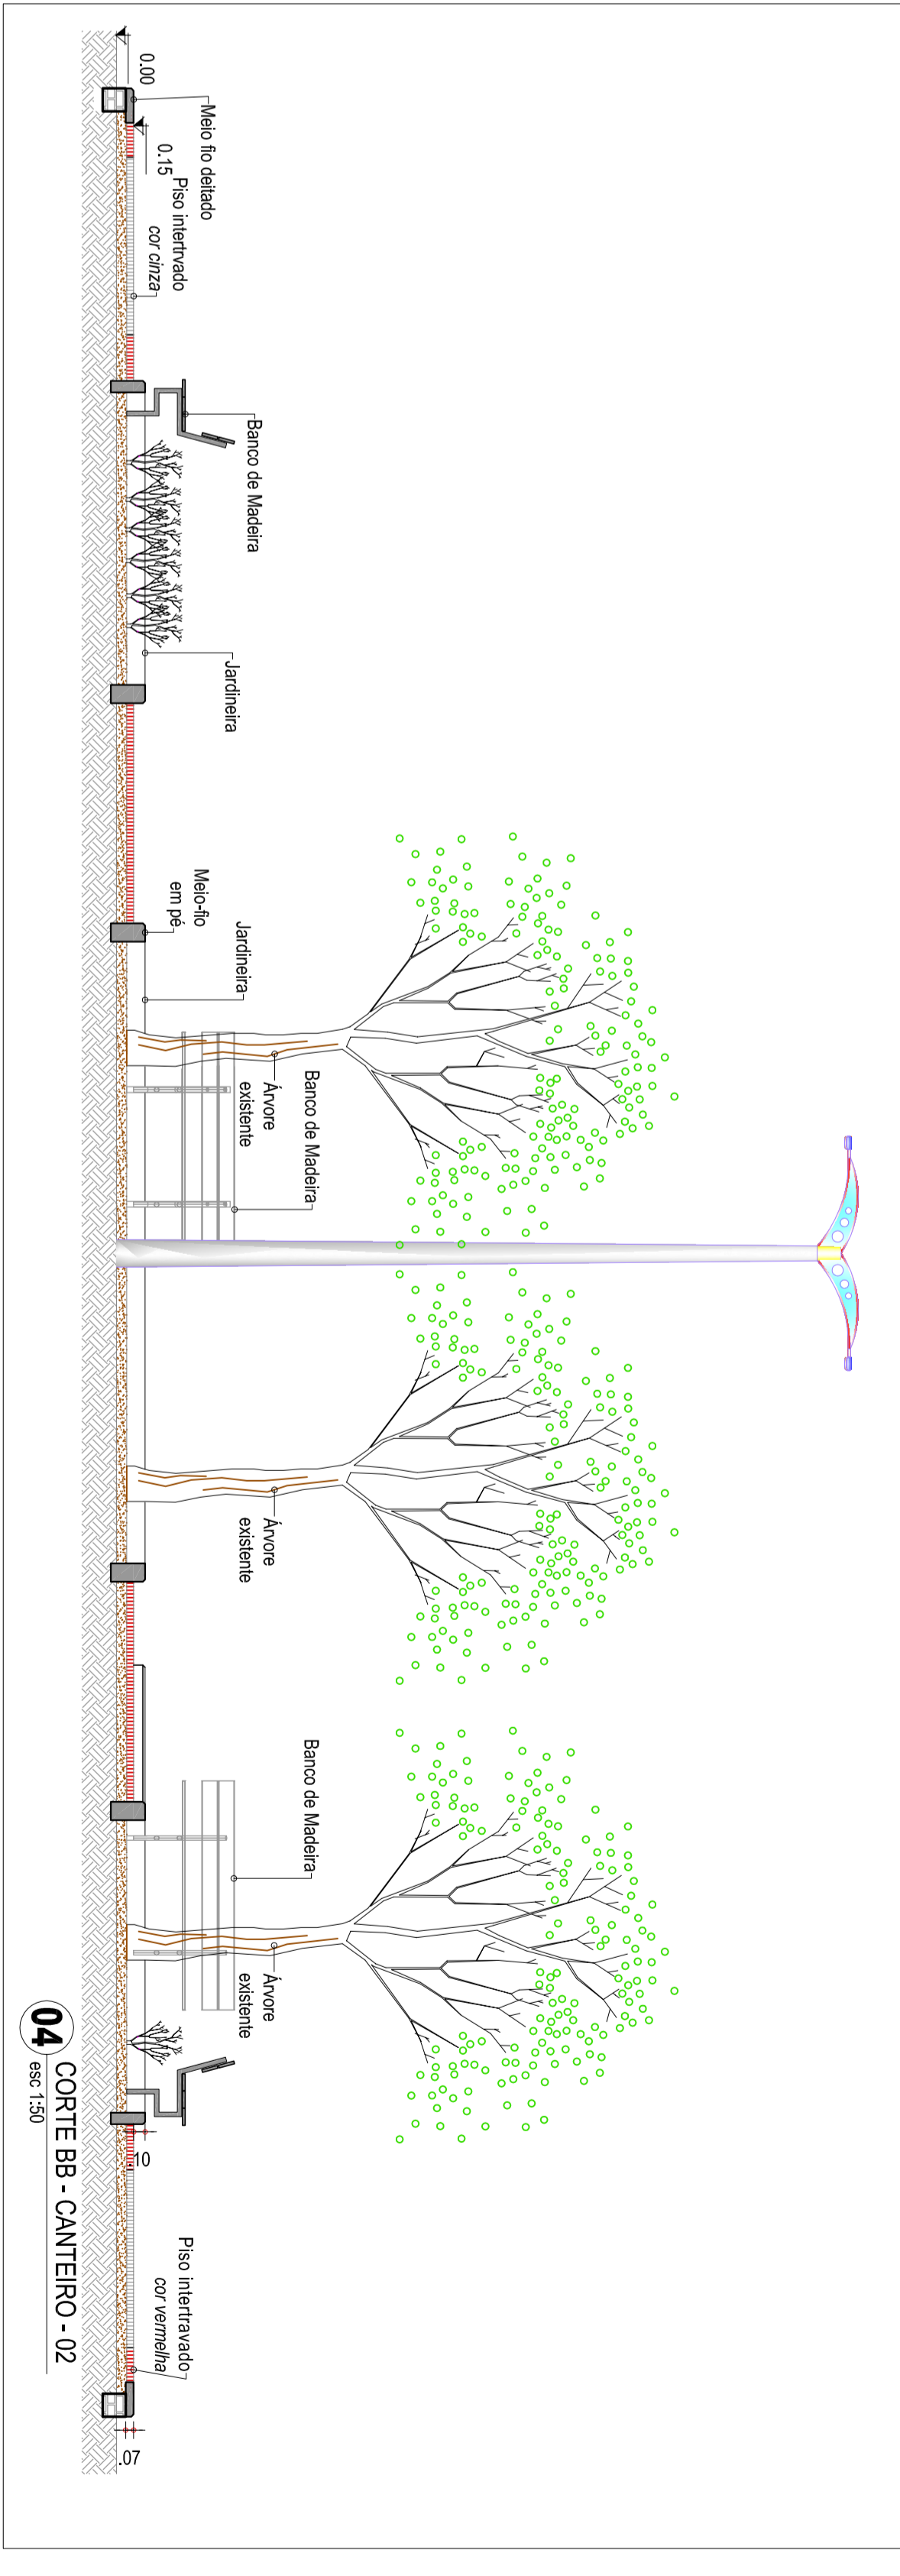 0.00
Meio fio deitado
0.15
Piso intertrvado
cor cinza
Banco de Madeira
Jardineira
Meio-fio
em pé
Jardineira
Árvore
existente
Banco de Madeira
Árvore
existente
Banco de Madeira
Árvore
existente
.10
Piso intertravado
cor vermelha
.07
04
CORTE BB - CANTEIRO - 02
esc 1:50